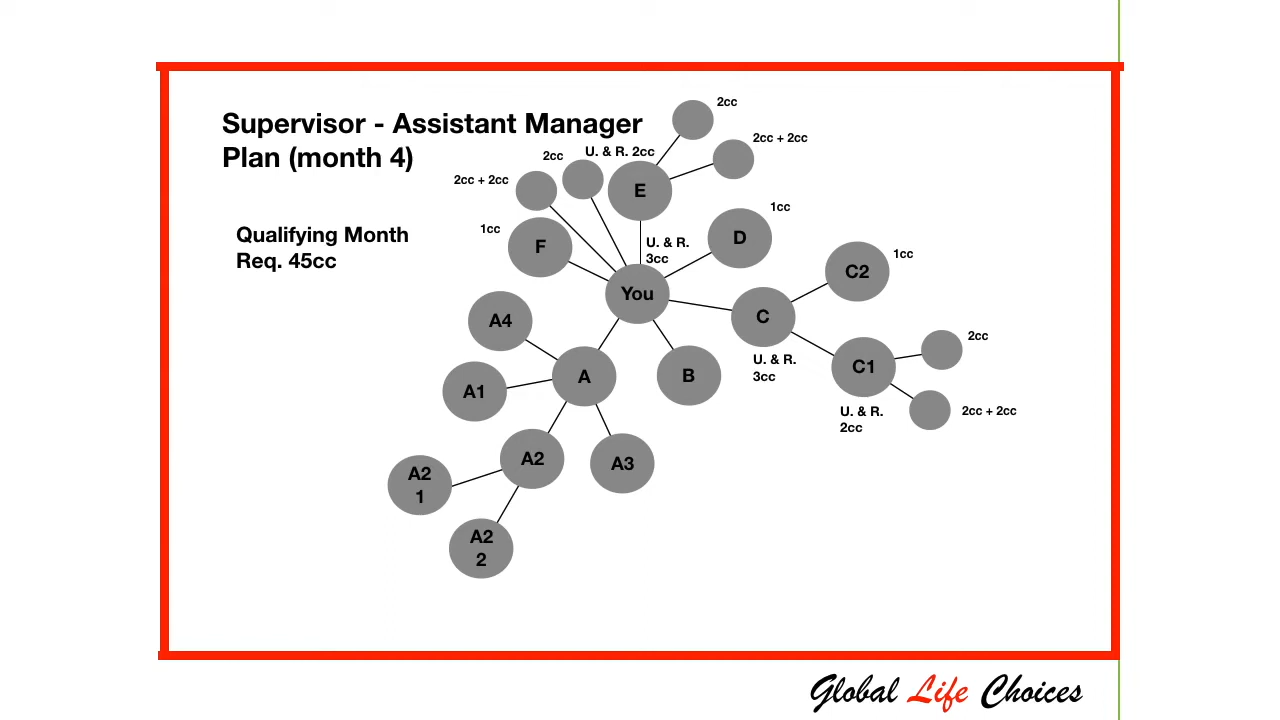 Supervisor - Assistant Manager
Plan (month 4)
Qualifying Month
Req. 45cc
2cc
2cc + 2cc
U. & R. 2cc
2cc
2cc + 2cc
E
1cc
D
1cc
F
U. & R.
3cc
You
C2
1cc
A4
C
2cc
U. & R.
3cc
C1
A
B
A1
U. & R.
2cc
2cc + 2cc
A2
A3
A2
1
A2
2
Global Life Choices